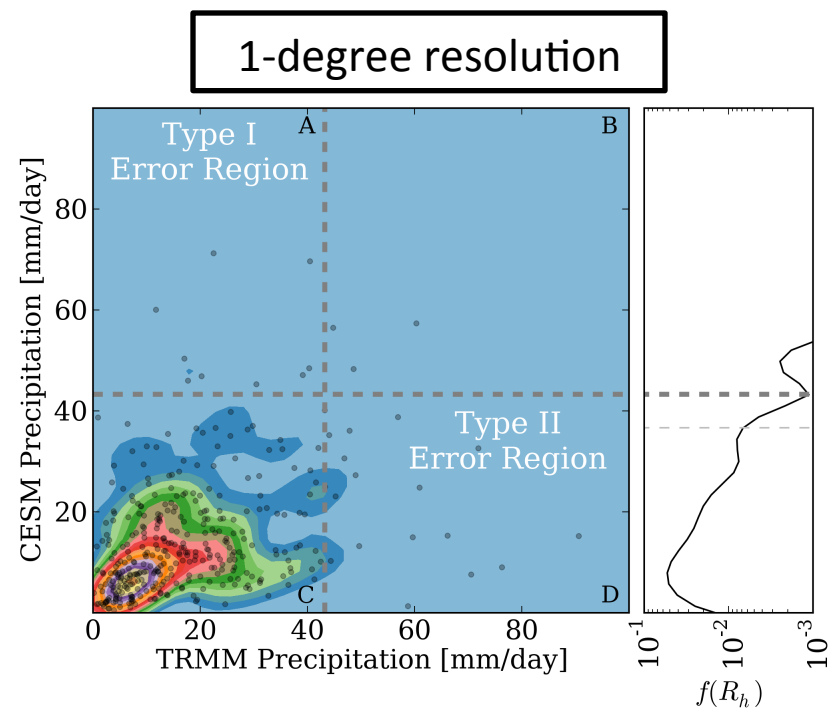 1-degree resolution
A
B
Type I
Error Region
Type II
Error Region
C
D
CESM Precipitation [mm/day]
80
60
40
20
0
20
40
60
80
TRMM Precipitation [mm/day]
10^-1
10^-2
10^-3
f(R_h)